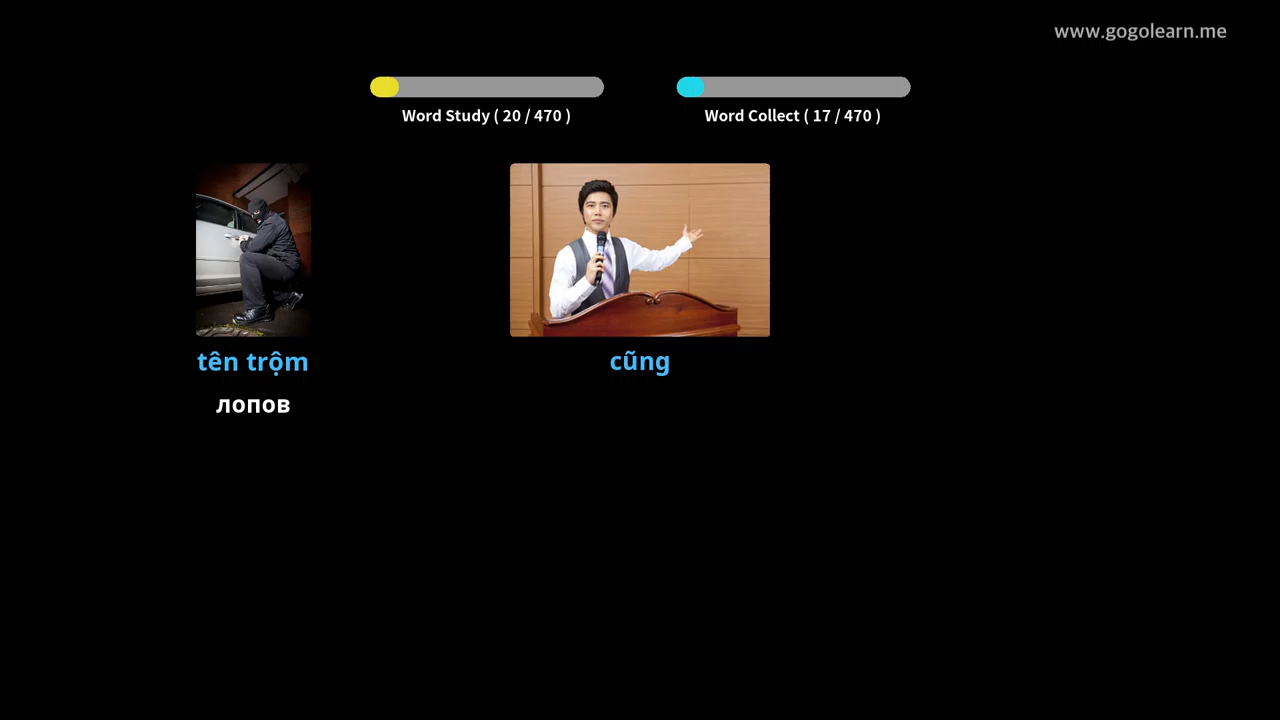 www.gogolearn.me
Word Study ( 20 / 470 )
Word Collect ( 17 / 470 )
tên trộm
cũng
лопов